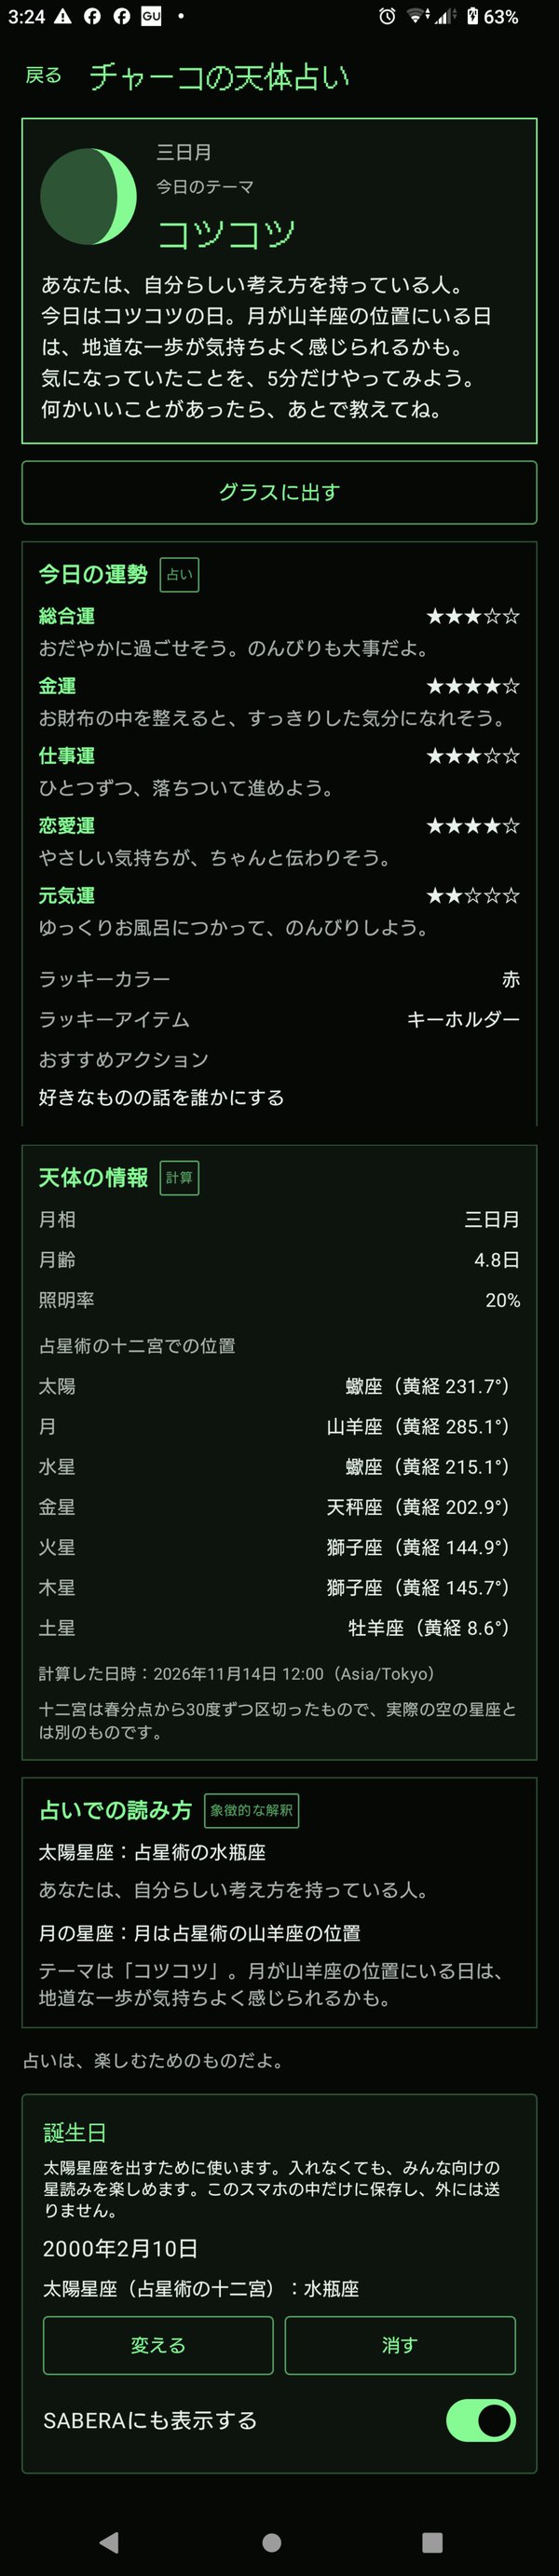 3:24
GU
63%
戻る チャーコの天体占い
三日月
今日のテーマ
コツコツ
あなたは、自分らしい考え方を持っている人。
今日はコツコツの日。月が山羊座の位置にいる日
は、地道な一歩が気持ちよく感じられるかも。
気になっていたことを、5分だけやってみよう。
何かいいことがあったら、あとで教えてね。
グラスに出す
今日の運勢 占い
総合運 ★★★☆☆
おだやかに過ごせそう。のんびりも大事だよ。
金運 ★★★★☆
お財布の中を整えると、すっきりした気分になれそう。
仕事運 ★★★☆☆
ひとつずつ、落ちついて進めよう。
恋愛運 ★★★★☆
やさしい気持ちが、ちゃんと伝わりそう。
元気運 ★★☆☆☆
ゆっくりお風呂につかって、のんびりしよう。
ラッキーカラー 赤
ラッキーアイテム キーホルダー
おすすめアクション
好きなものの話を誰かにする
天体の情報 計算
月相 三日月
月齢 4.8日
照明率 20%
占星術の十二宮での位置
太陽 蠍座（黄経 231.7°）
月 山羊座（黄経 285.1°）
水星 蠍座（黄経 215.1°）
金星 天秤座（黄経 202.9°）
火星 獅子座（黄経 144.9°）
木星 獅子座（黄経 145.7°）
土星 牡羊座（黄経 8.6°）
計算した日時：2026年11月14日 12:00（Asia/Tokyo）
十二宮は春分点から30度ずつ区切ったもので、実際の空の星座と
は別のものです。
占いでの読み方 象徴的な解釈
太陽星座：占星術の水瓶座
あなたは、自分らしい考え方を持っている人。
月の星座：月は占星術の山羊座の位置
テーマは「コツコツ」。月が山羊座の位置にいる日は、
地道な一歩が気持ちよく感じられるかも。
占いは、楽しむためのものだよ。
誕生日
太陽星座を出すために使います。入れなくても、みんな向けの
星読みを楽しめます。このスマホの中だけに保存し、外には送
りません。
2000年2月10日
太陽星座（占星術の十二宮）：水瓶座
変える 消す
SABERAにも表示する